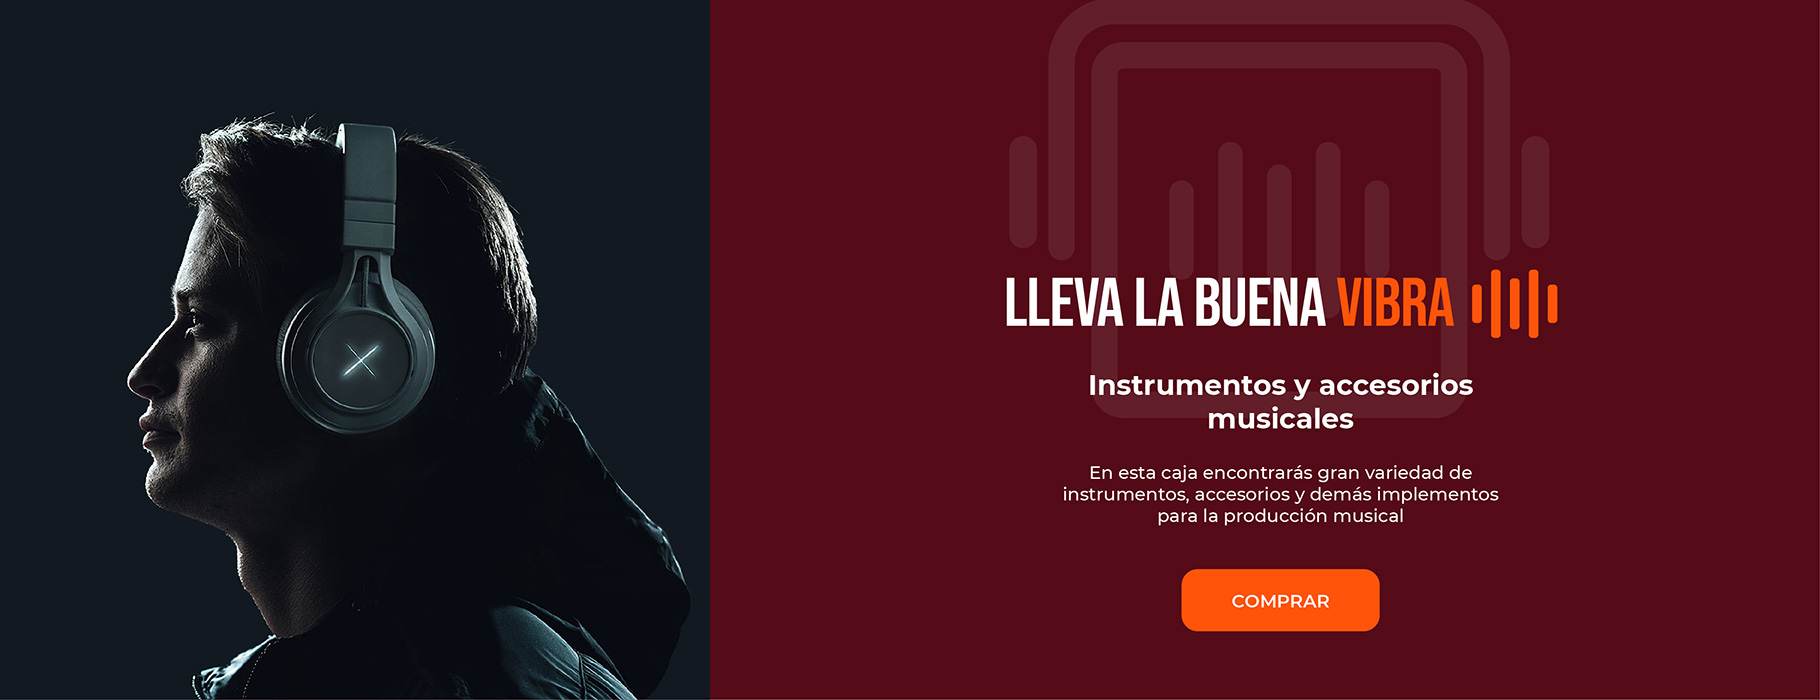 LLEVA LA BUENA VIBRA
Instrumentos y accesorios
musicales
En esta caja encontrarás gran variedad de
instrumentos, accesorios y demás implementos
para la producción musical
COMPRAR